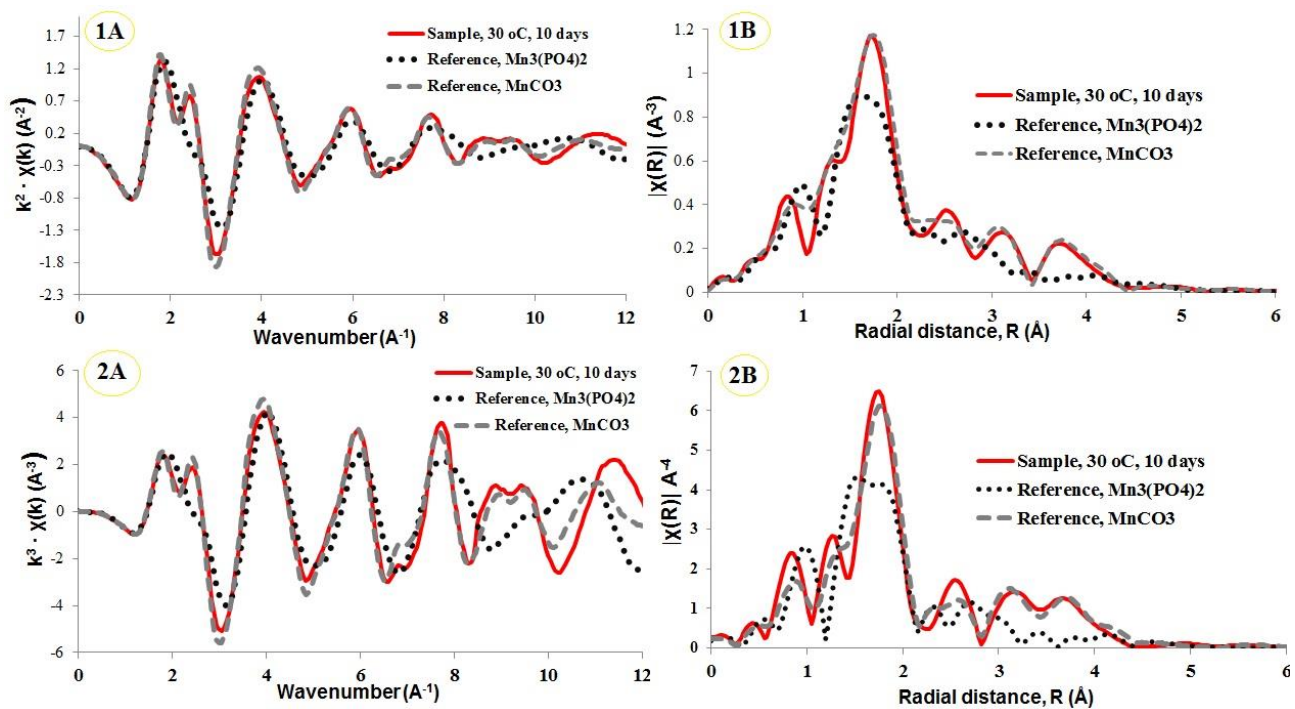 1A
Sample, 30 oC, 10 days
Reference, Mn3(PO4)2
Reference, MnCO3
K² · χ(k) (A⁻²)
1.7
1.2
0.7
0.2
-0.3
-0.8
-1.3
-1.8
-2.3
0 2 4 6 8 10 12
Wavenumber (A⁻¹)
1B
Sample, 30 oC, 10 days
Reference, Mn3(PO4)2
Reference, MnCO3
|χ(R)| (A⁻³)
1.2
1
0.8
0.6
0.4
0.2
0
0 1 2 3 4 5 6
Radial distance, R (Å)
2A
Sample, 30 oC, 10 days
Reference, Mn3(PO4)2
Reference, MnCO3
K³ · χ(k) (A⁻³)
6
4
2
0
-2
-4
-6
0 2 4 6 8 10 12
Wavenumber (A⁻¹)
2B
Sample, 30 oC, 10 days
Reference, Mn3(PO4)2
Reference, MnCO3
|χ(R)| A⁻⁴
7
6
5
4
3
2
1
0
0 1 2 3 4 5 6
Radial distance, R (Å)